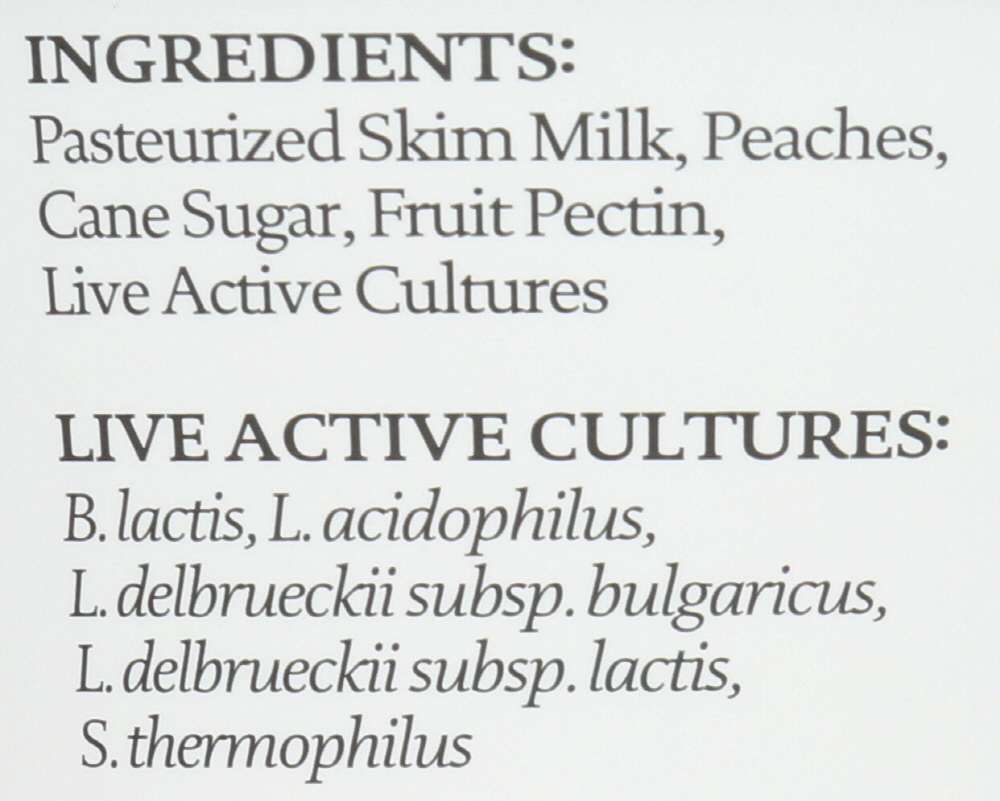 INGREDIENTS:
Pasteurized Skim Milk, Peaches,
Cane Sugar, Fruit Pectin,
Live Active Cultures
LIVE ACTIVE CULTURES:
B. lactis, L. acidophilus,
L. delbrueckii subsp. bulgaricus,
L. delbrueckii subsp. lactis,
S. thermophilus